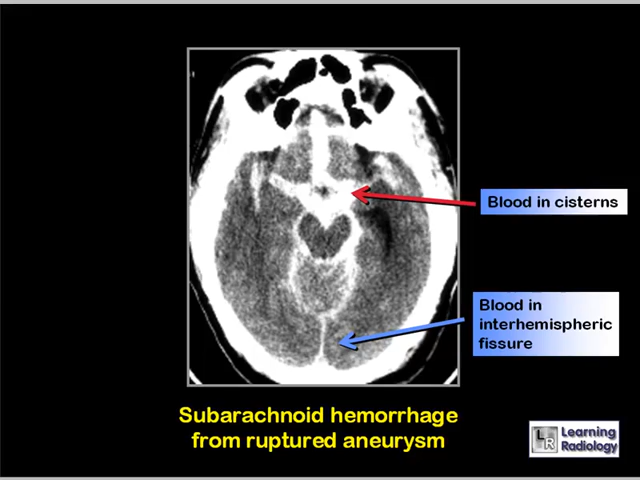 Blood in cisterns
Blood in
interhemispheric
fissure
Subarachnoid hemorrhage
from ruptured aneurysm
LR Learning
Radiology